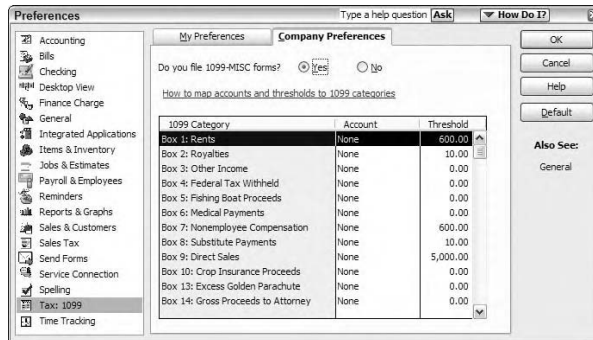 Preferences
Type a help question Ask How Do I?
Accounting
Bills
Checking
Desktop View
Finance Charge
General
Integrated Applications
Items & Inventory
Jobs & Estimates
Payroll & Employees
Reminders
Reports & Graphs
Sales & Customers
Sales Tax
Send Forms
Service Connection
Spelling
Tax: 1099
Time Tracking
My Preferences Company Preferences
Do you file 1099-MISC forms? Yes No
How to map accounts and thresholds to 1099 categories
1099 Category Account Threshold
Box 1: Rents None 600.00
Box 2: Royalties None 10.00
Box 3: Other Income None 0.00
Box 4: Federal Tax Withheld None 0.00
Box 5: Fishing Boat Proceeds None 0.00
Box 6: Medical Payments None 0.00
Box 7: Nonemployee Compensation None 600.00
Box 8: Substitute Payments None 10.00
Box 9: Direct Sales None 5,000.00
Box 10: Crop Insurance Proceeds None 0.00
Box 13: Excess Golden Parachute None 0.00
Box 14: Gross Proceeds to Attorney None 0.00
OK
Cancel
Help
Default
Also See:
General